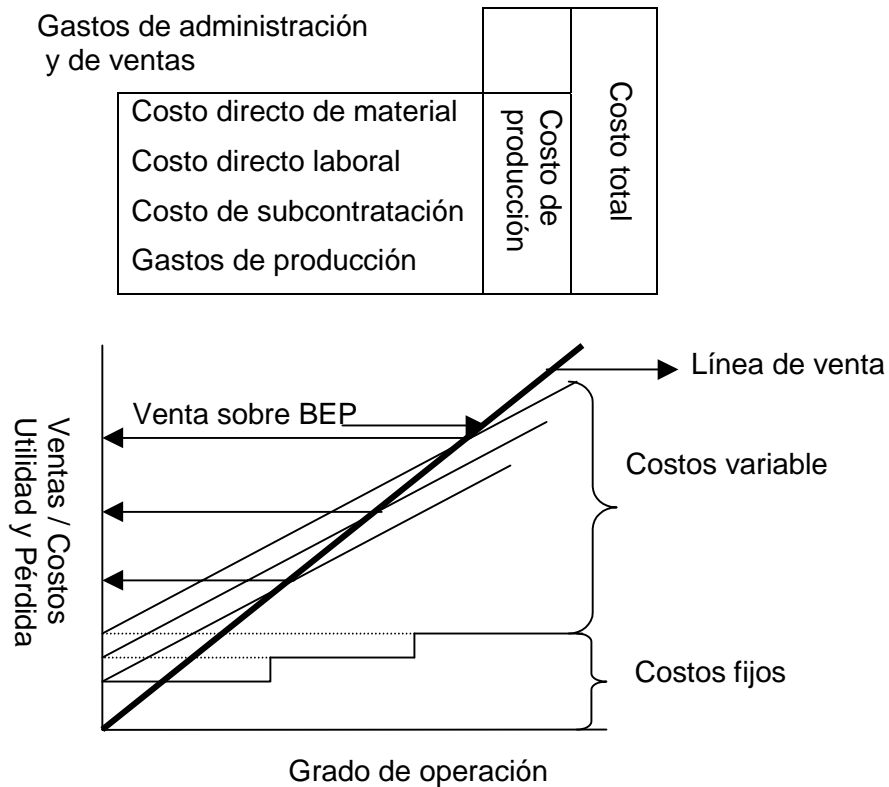 Gastos de administración
y de ventas
Costo directo de material
Costo directo laboral
Costo de subcontratación
Gastos de producción
Costo de
producción
Costo total
Línea de venta
Venta sobre BEP
Ventas / Costos
Utilidad y Pérdida
Costos variable
Costos fijos
Grado de operación